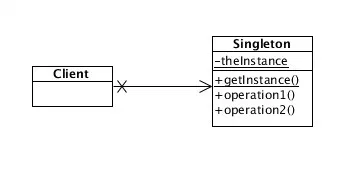 Singleton
-theInstance
Client
+getInstance()
+operation1()
+operation2()